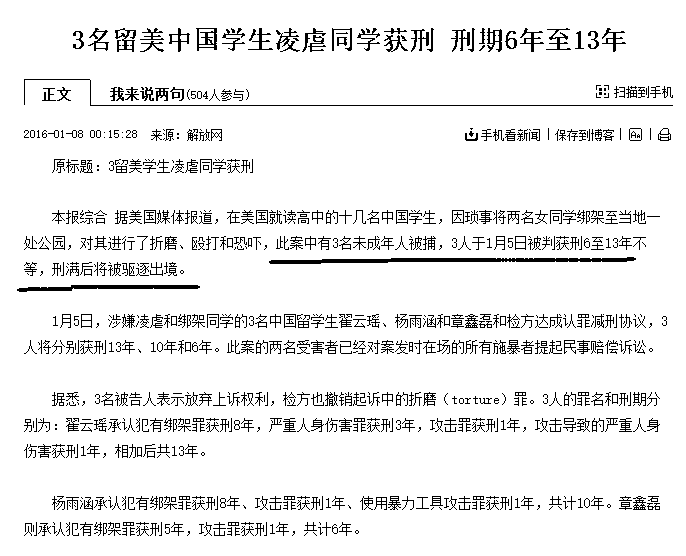 3名留美中国学生凌虐同学获刑 刑期6年至13年
正文 我来说两句(504人参与) 扫描到手机
2016-01-08 00:15:28 来源：解放网 手机看新闻 | 保存到博客 |
原标题：3留美学生凌虐同学获刑
本报综合 据美国媒体报道，在美国就读高中的十几名中国学生，因琐事将两名女同学绑架至当地一
处公园，对其进行了折磨、殴打和恐吓，此案中有3名未成年人被捕，3人于1月5日被判获刑6至13年不
等，刑满后将被驱逐出境。
1月5日，涉嫌凌虐和绑架同学的3名中国留学生翟云瑶、杨雨涵和章鑫磊和检方达成认罪减刑协议，3
人将分别获刑13年、10年和6年。此案的两名受害者已经对案发时在场的所有施暴者提起民事赔偿诉讼。
据悉，3名被告人表示放弃上诉权利，检方也撤销起诉中的折磨（torture）罪。3人的罪名和刑期分
别为：翟云瑶承认犯有绑架罪获刑8年，严重人身伤害罪获刑3年，攻击罪获刑1年，攻击导致的严重人身
伤害获刑1年，相加后共13年。
杨雨涵承认犯有绑架罪获刑8年、攻击罪获刑1年、使用暴力工具攻击罪获刑1年，共计10年。章鑫磊
则承认犯有绑架罪获刑5年，攻击罪获刑1年，共计6年。